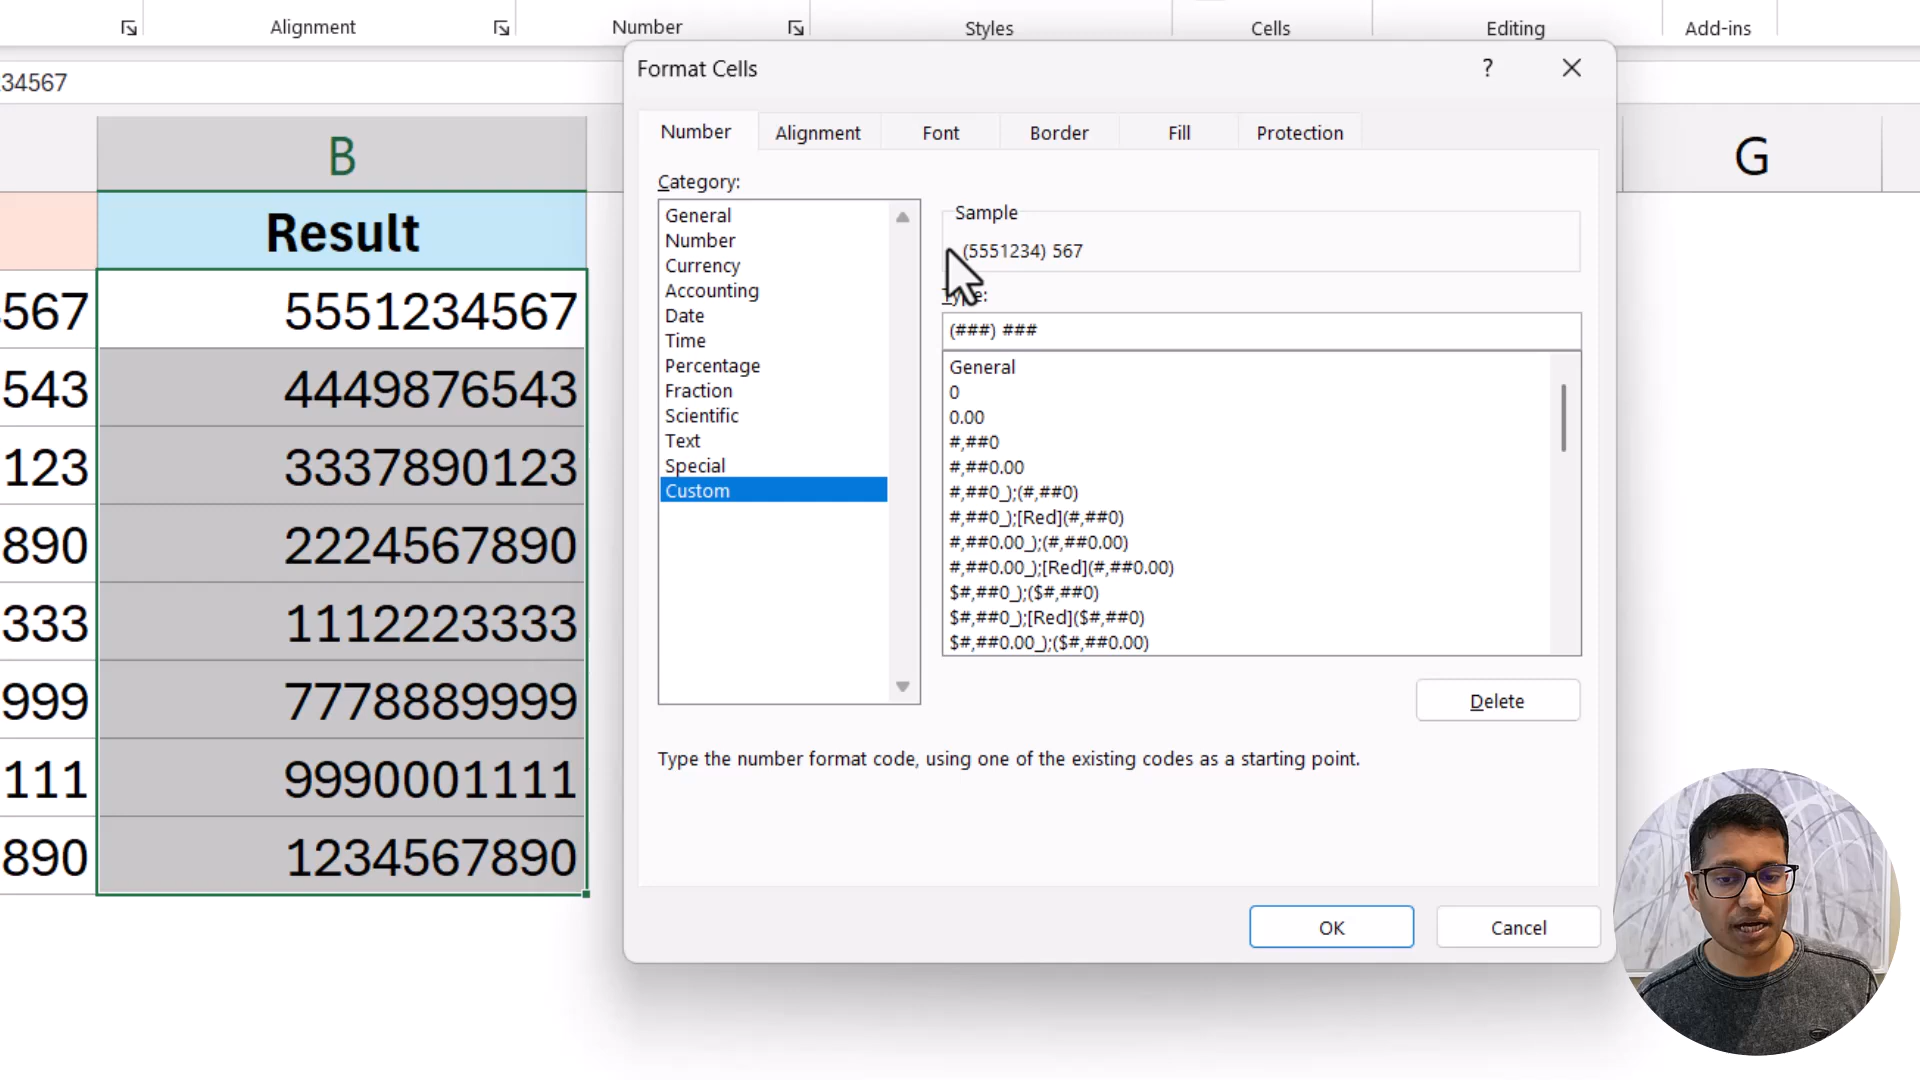 Alignment
Number
Styles
Cells
Editing
Add-ins
34567
Format Cells
?
Number
Alignment
Font
Border
Fill
Protection
B
G
Category:
General
Number
Currency
Accounting
Date
Time
Percentage
Fraction
Scientific
Text
Special
Custom
Sample
(5551234) 567
Type:
(###) ###
General
0
0.00
#,##0
#,##0.00
#,##0_);(#,##0)
#,##0_);[Red](#,##0)
#,##0.00_);(#,##0.00)
#,##0.00_);[Red](#,##0.00)
$#,##0_);($#,##0)
$#,##0_);[Red]($#,##0)
$#,##0.00_);($#,##0.00)
Delete
Type the number format code, using one of the existing codes as a starting point.
OK
Cancel
Result
567 5551234567
543 4449876543
123 3337890123
890 2224567890
333 1112223333
999 7778889999
111 9990001111
890 1234567890